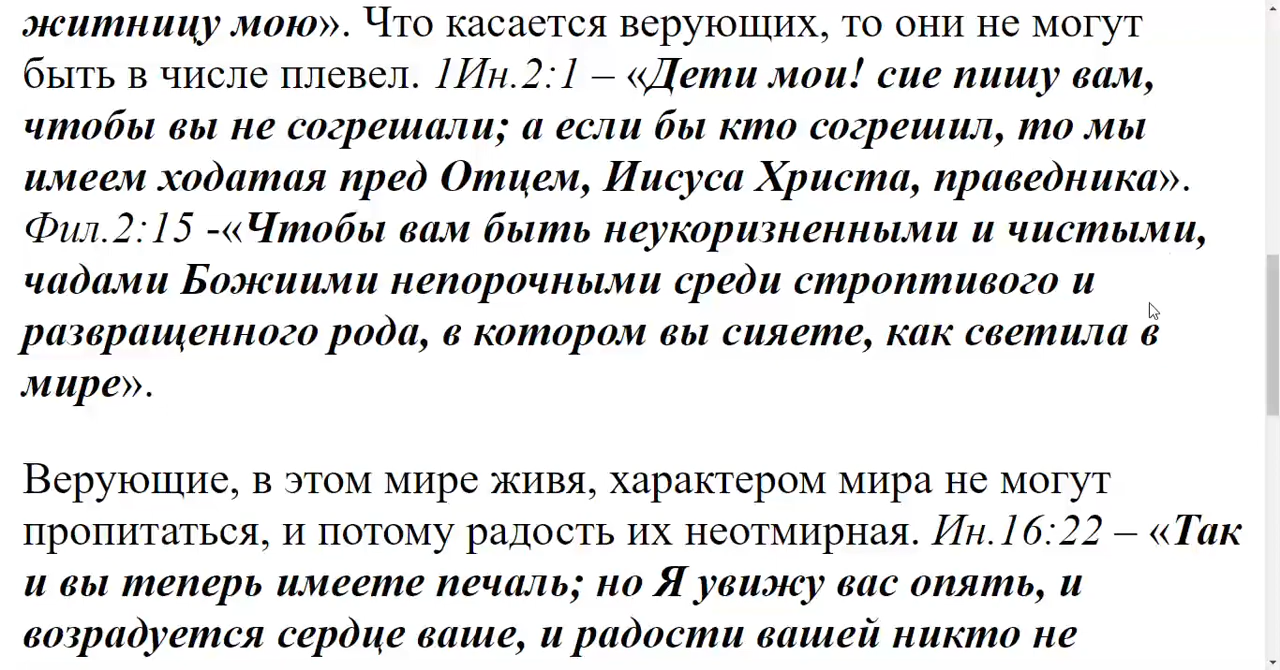 житницу мою». Что касается верующих, то они не могут
быть в числе плевел. 1Ин.2:1 – «Дети мои! сие пишу вам,
чтобы вы не согрешали; а если бы кто согрешил, то мы
имеем ходатая пред Отцем, Иисуса Христа, праведника».
Фил.2:15 -«Чтобы вам быть неукоризненными и чистыми,
чадами Божиими непорочными среди строптивого и
развращенного рода, в котором вы сияете, как светила в
мире».
Верующие, в этом мире живя, характером мира не могут
пропитаться, и потому радость их неотмирная. Ин.16:22 – «Так
и вы теперь имеете печаль; но Я увижу вас опять, и
возрадуется сердце ваше, и радости вашей никто не